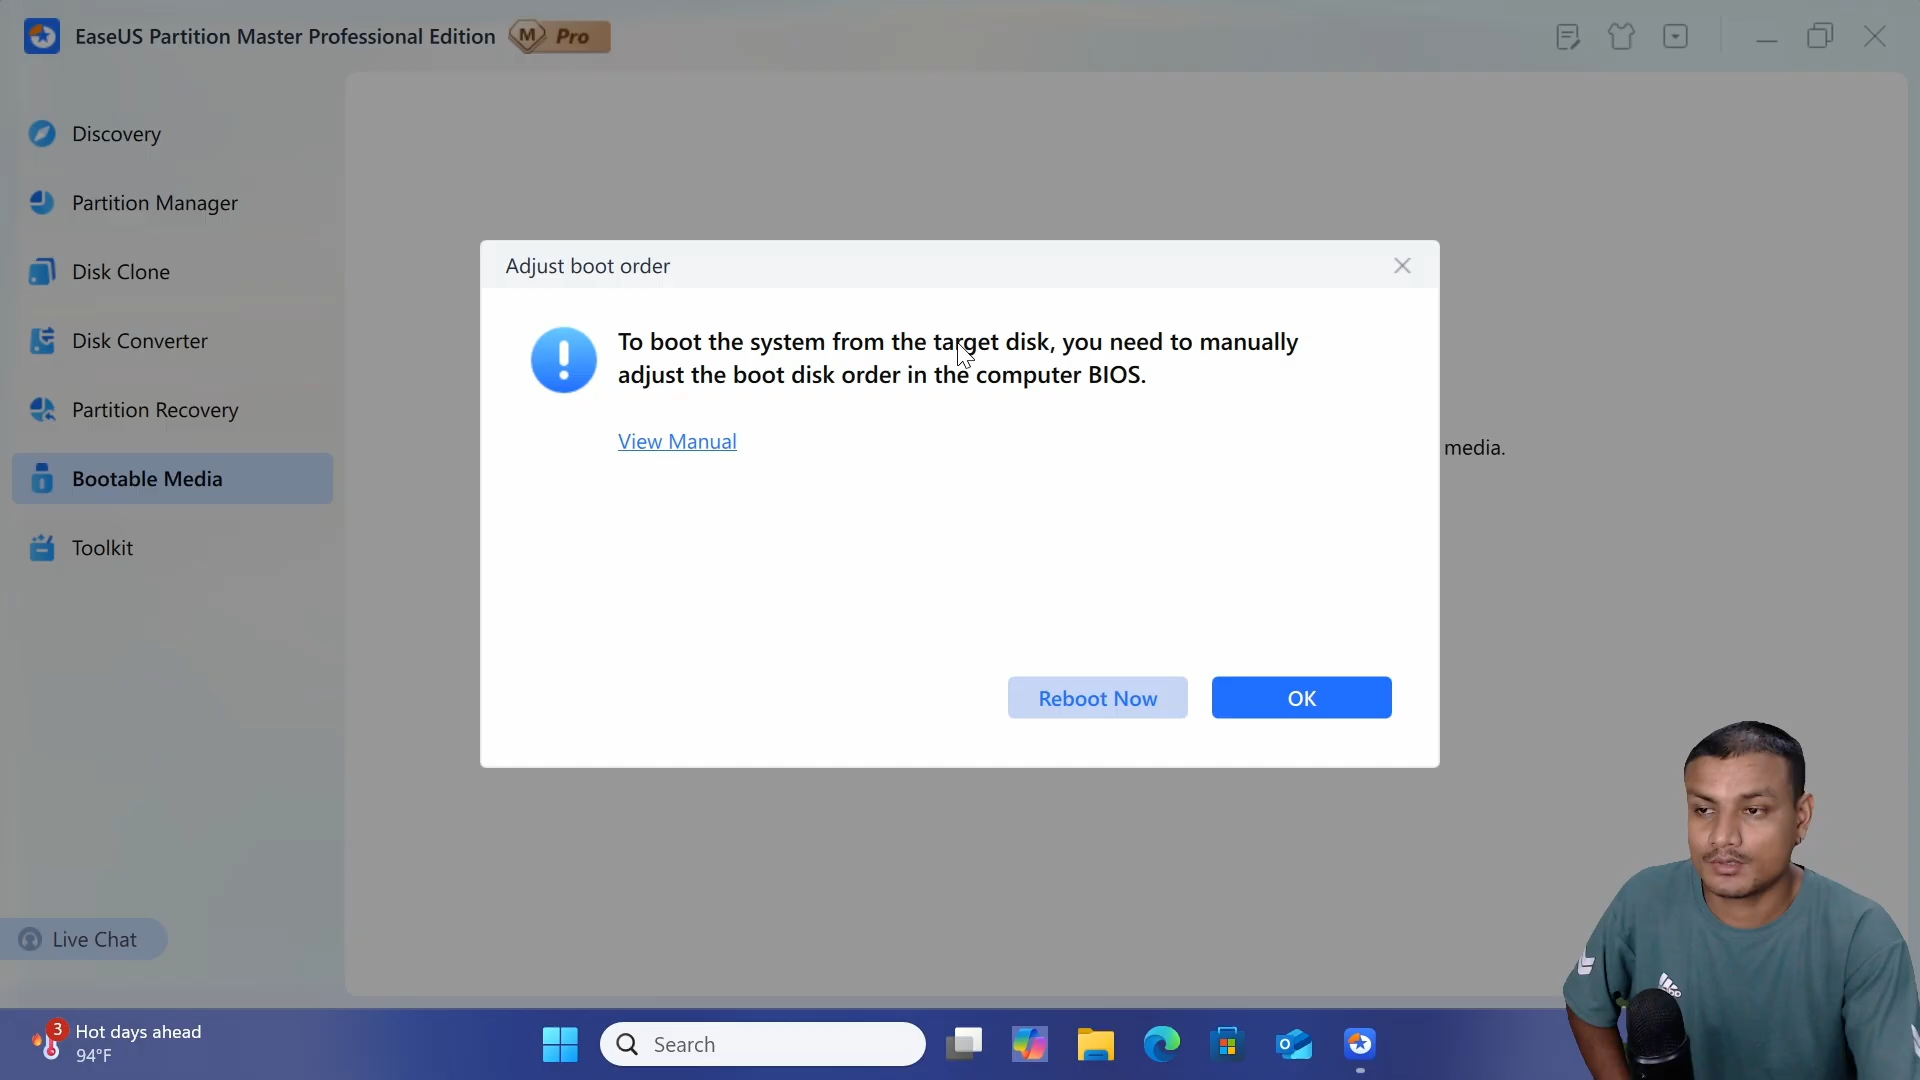 EaseUS Partition Master Professional Edition
M Pro
Discovery
Partition Manager
Disk Clone
Disk Converter
Partition Recovery
Bootable Media
Toolkit
Adjust boot order
To boot the system from the target disk, you need to manually
adjust the boot disk order in the computer BIOS.
View Manual
media.
Reboot Now
OK
Live Chat
3
Hot days ahead
94°F
Search